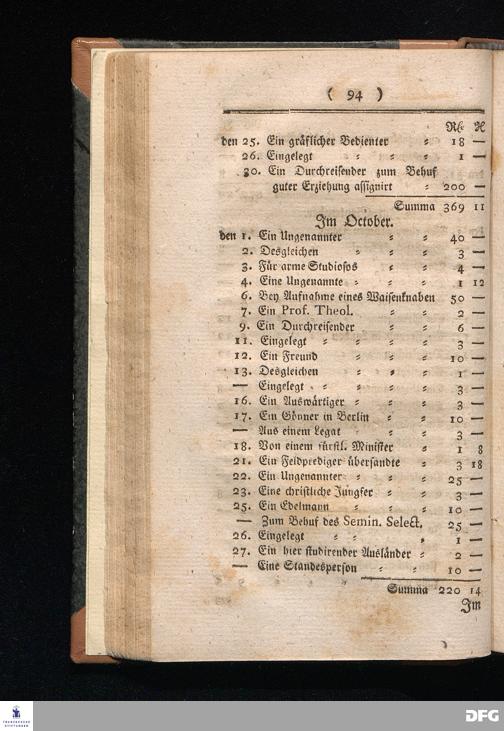 ( 94 )
Rl. Xr
den 25. Ein gräflicher Bedienter 18 —
26. Eingelegt 1 —
30. Ein Durchreisender zum Behuf
guter Erziehung assignirt 200 —
Summa 369 11
Im October.
den 1. Ein Ungenannter 40 —
2. Desgleichen 3 —
3. Für arme Studiosos 4 —
4. Eine Ungenannte 1 12
6. Bey Aufnahme eines Waisenknaben 50 —
7. Ein Prof. Theol. 2 —
9. Ein Durchreisender 6 —
11. Eingelegt 3 —
12. Ein Freund 10 —
13. Desgleichen 1 —
— Eingelegt 3 —
16. Ein Auswärtiger 3 —
17. Ein Gönner in Berlin 10 —
— Aus einem Legat 3 —
18. Von einem fürstl. Minister 1 8
21. Ein Feldprediger übersandte 3 18
22. Ein Ungenannter 25 —
23. Eine christliche Jungfer 3 —
25. Ein Edelmann 10 —
— Zum Behuf des Semin. Select. 25 —
26. Eingelegt 1 —
27. Ein hier studirender Ausländer 2 —
— Eine Standesperson 10 —
Summa 220 14
Im
FRANCKESCHE STIFTUNGEN
DFG